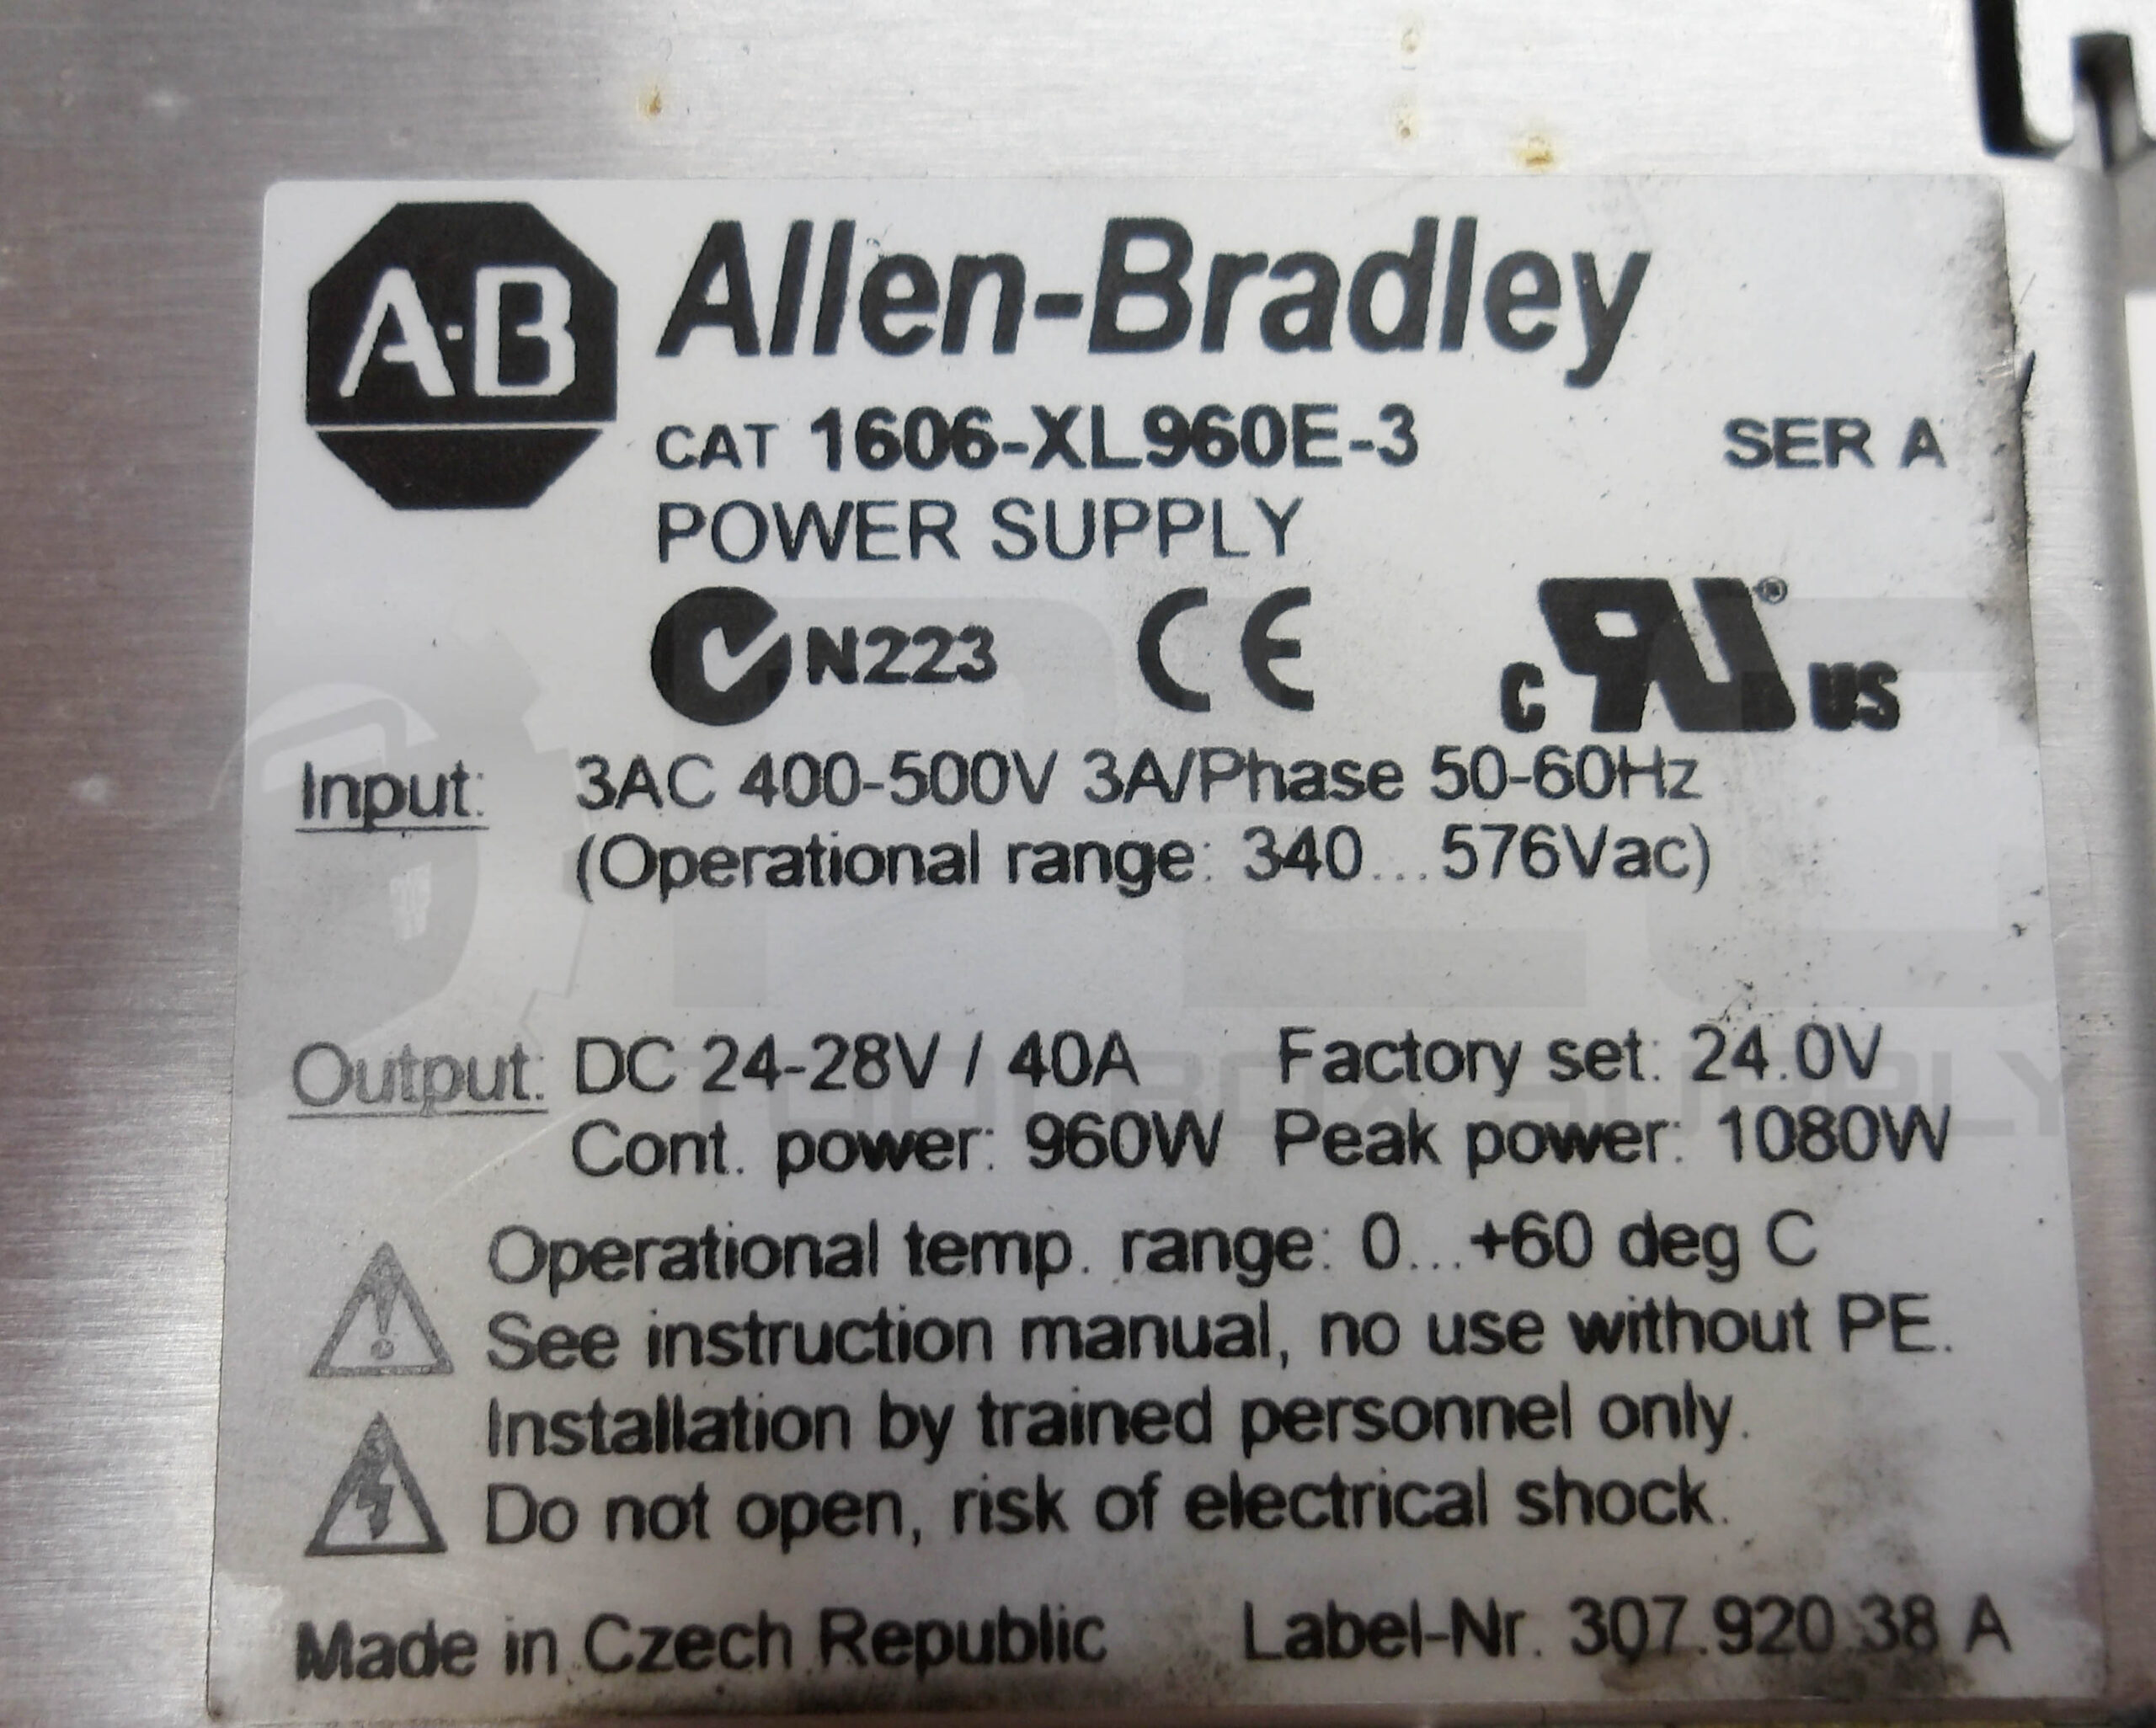 A·B Allen-Bradley
CAT 1606-XL960E-3 SER A
POWER SUPPLY
N223 CE c RU ® US
Input: 3AC 400-500V 3A/Phase 50-60Hz
(Operational range: 340...576Vac)
Output: DC 24-28V / 40A Factory set: 24.0V
TOOLBOX SUPPLY
Cont. power: 960W Peak power: 1080W
Operational temp. range: 0...+60 deg C
See instruction manual, no use without PE.
Installation by trained personnel only.
Do not open, risk of electrical shock.
Made in Czech Republic Label-Nr. 307.920.38 A